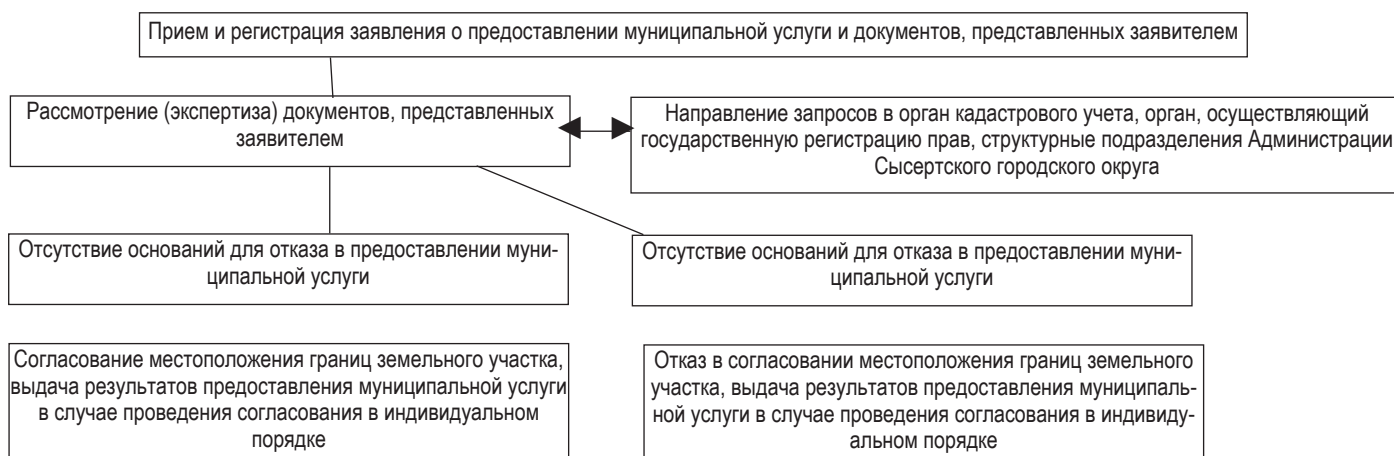 Прием и регистрация заявления о предоставлении муниципальной услуги и документов, представленных заявителем
Рассмотрение (экспертиза) документов, представленных
заявителем
Направление запросов в орган кадастрового учета, орган, осуществляющий
государственную регистрацию прав, структурные подразделения Администрации
Сысертского городского округа
Отсутствие оснований для отказа в предоставлении муни-
ципальной услуги
Отсутствие оснований для отказа в предоставлении муни-
ципальной услуги
Согласование местоположения границ земельного участка,
выдача результатов предоставления муниципальной услуги
в случае проведения согласования в индивидуальном
порядке
Отказ в согласовании местоположения границ земельного
участка, выдача результатов предоставления муниципаль-
ной услуги в случае проведения согласования в индивиду-
альном порядке